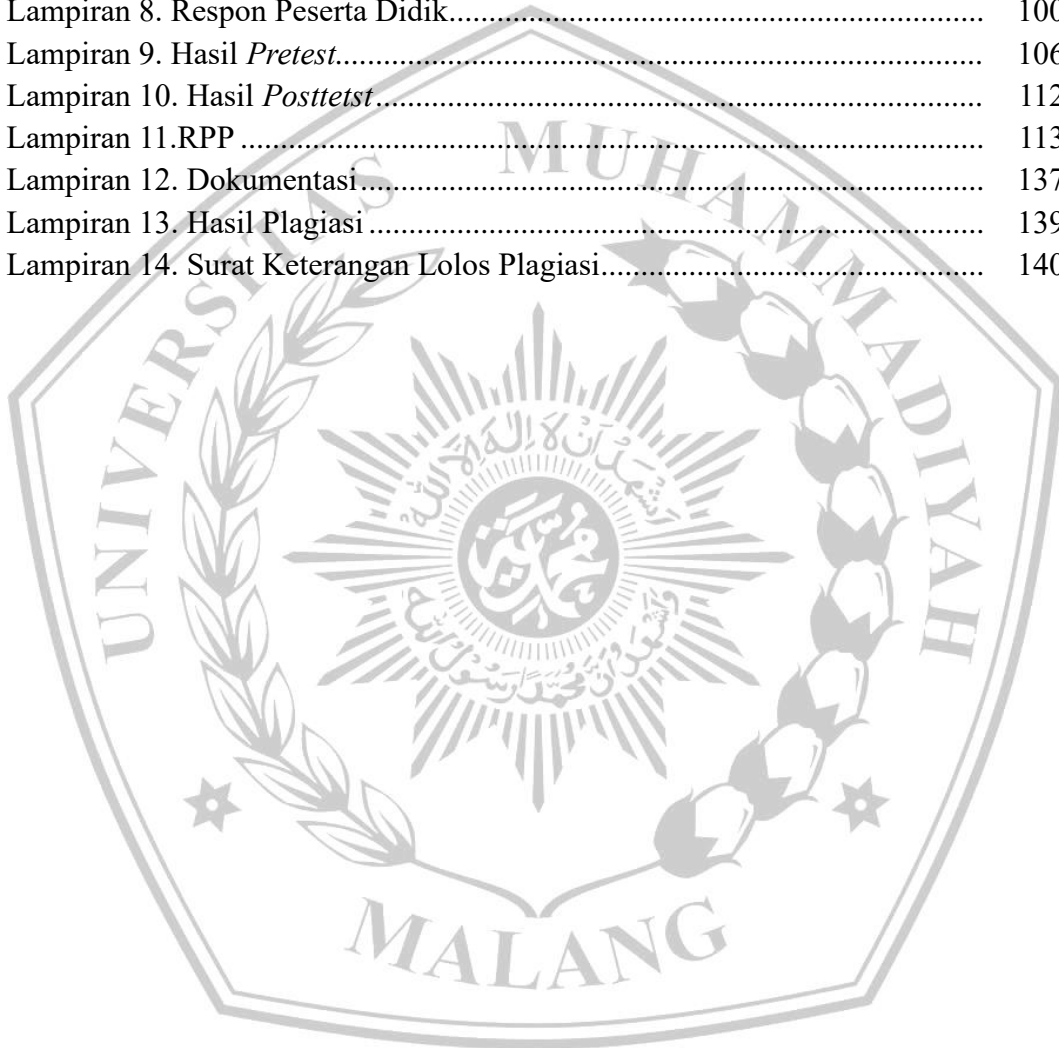 Lampiran 8. Respon Peserta Didik.................................................................................. 100
Lampiran 9. Hasil Pretest.................................................................................................. 106
Lampiran 10. Hasil Posttetst............................................................................................ 112
Lampiran 11.RPP ............................................................................................................... 113
Lampiran 12. Dokumentasi............................................................................................... 137
Lampiran 13. Hasil Plagiasi .............................................................................................. 139
Lampiran 14. Surat Keterangan Lolos Plagiasi......................................................... 140
UNIVERSITAS MUHAMMADIYAH
MALANG